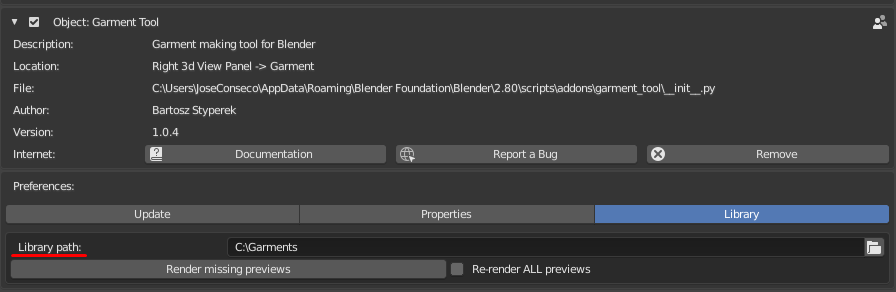 Object: Garment Tool
Description: Garment making tool for Blender
Location: Right 3d View Panel -> Garment
File: C:\Users\JoseConseco\AppData\Roaming\Blender Foundation\Blender\2.80\scripts\addons\garment_tool\__init__.py
Author: Bartosz Styperek
Version: 1.0.4
Internet: Documentation Report a Bug Remove
Preferences:
Update Properties Library
Library path: C:\Garments
Render missing previews Re-render ALL previews